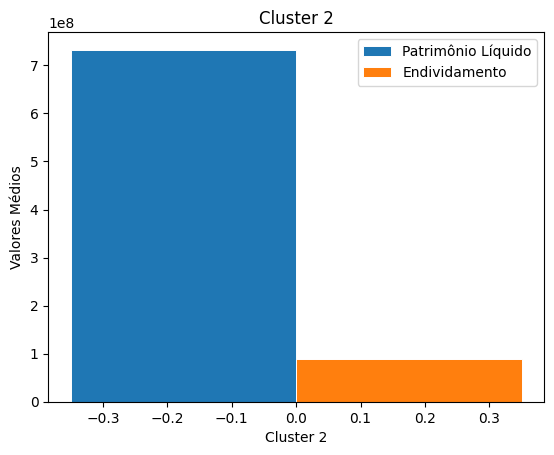 Cluster 2
1e8
Patrimônio Líquido
Endividamento
Valores Médios
7
6
5
4
3
2
1
0
−0.3 −0.2 −0.1 0.0 0.1 0.2 0.3
Cluster 2